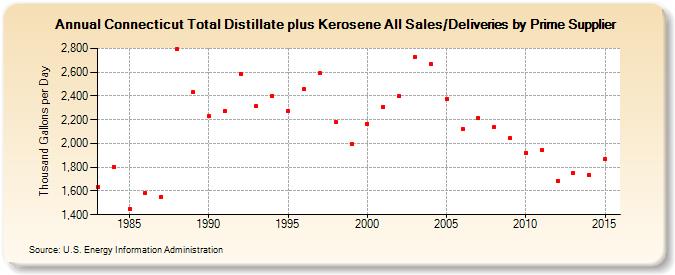 Annual Connecticut Total Distillate plus Kerosene All Sales/Deliveries by Prime Supplier
Thousand Gallons per Day
2,800
2,600
2,400
2,200
2,000
1,800
1,600
1,400
1985 1990 1995 2000 2005 2010 2015
Source: U.S. Energy Information Administration